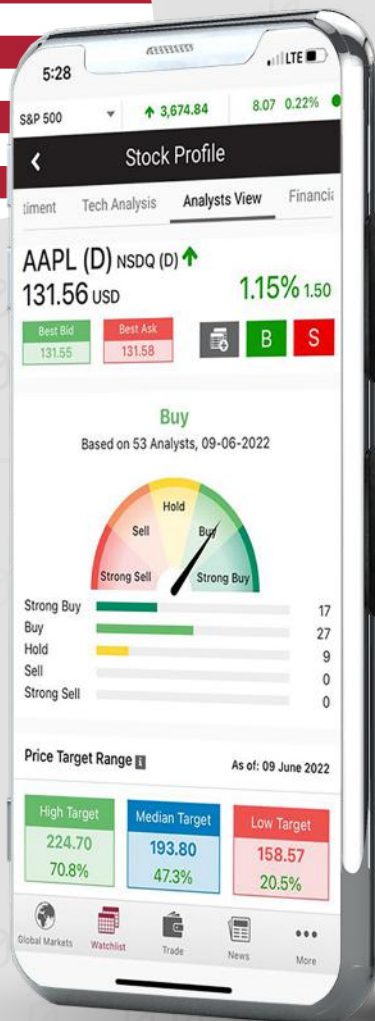 5:28 LTE
S&P 500 3,674.84 8.07 0.22%
Stock Profile
timent Tech Analysis Analysts View Financia
AAPL (D) NSDQ (D)
131.56 USD 1.15% 1.50
Best Bid Best Ask
131.55 131.58 B S
Buy
Based on 53 Analysts, 09-06-2022
Hold
Sell Buy
Strong Sell Strong Buy
Strong Buy 17
Buy 27
Hold 9
Sell 0
Strong Sell 0
Price Target Range i As of: 09 June 2022
High Target Median Target Low Target
224.70 193.80 158.57
70.8% 47.3% 20.5%
Global Markets Watchlist Trade News More